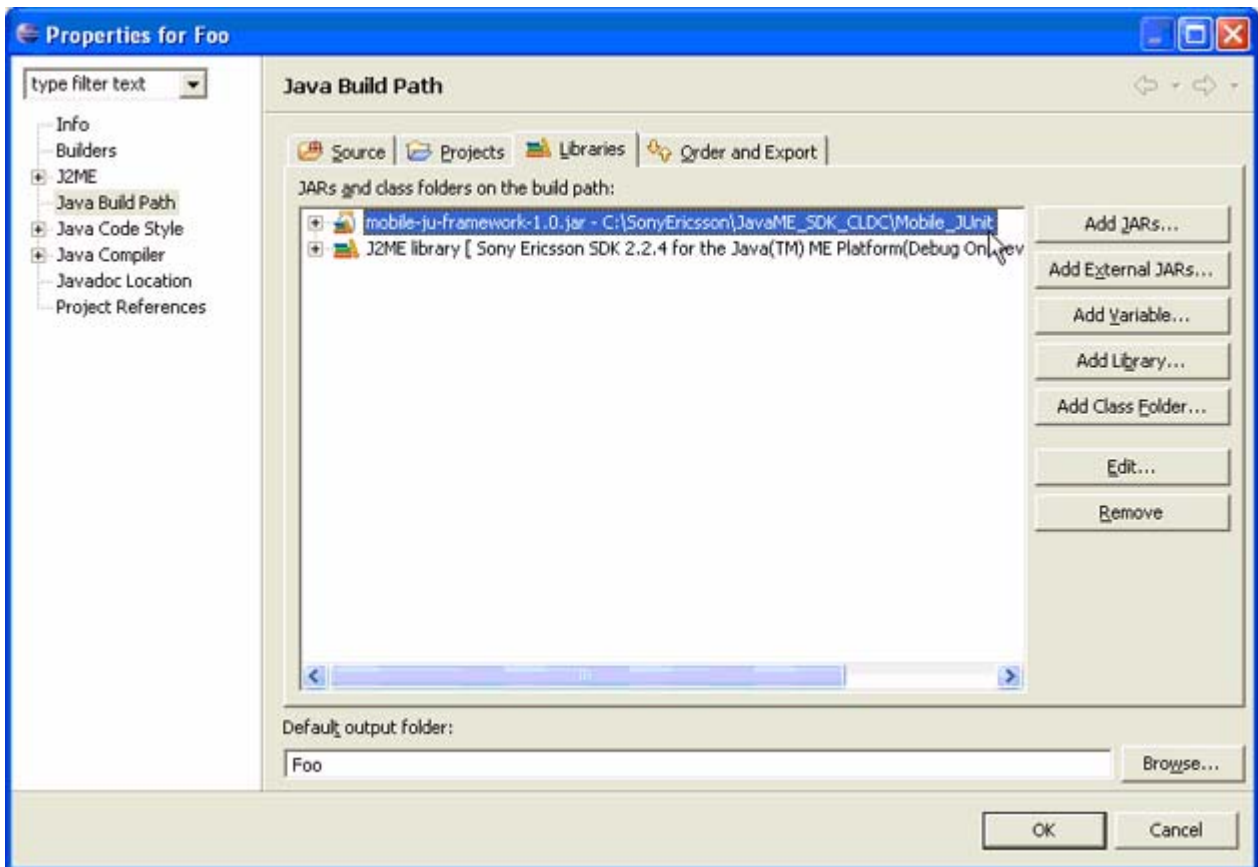 Properties for Foo
type filter text
Java Build Path
Info
Builders
J2ME
Java Build Path
Java Code Style
Java Compiler
Javadoc Location
Project References
Source Projects Libraries Order and Export
JARs and class folders on the build path:
mobile-ju-framework-1.0.jar - C:\SonyEricsson\JavaME_SDK_CLDC\Mobile_JUnit
J2ME library [ Sony Ericsson SDK 2.2.4 for the Java(TM) ME Platform(Debug
Add JARs...
Add External JARs...
Add Variable...
Add Library...
Add Class Folder...
Edit...
Remove
Default output folder:
Foo
Browse...
OK Cancel